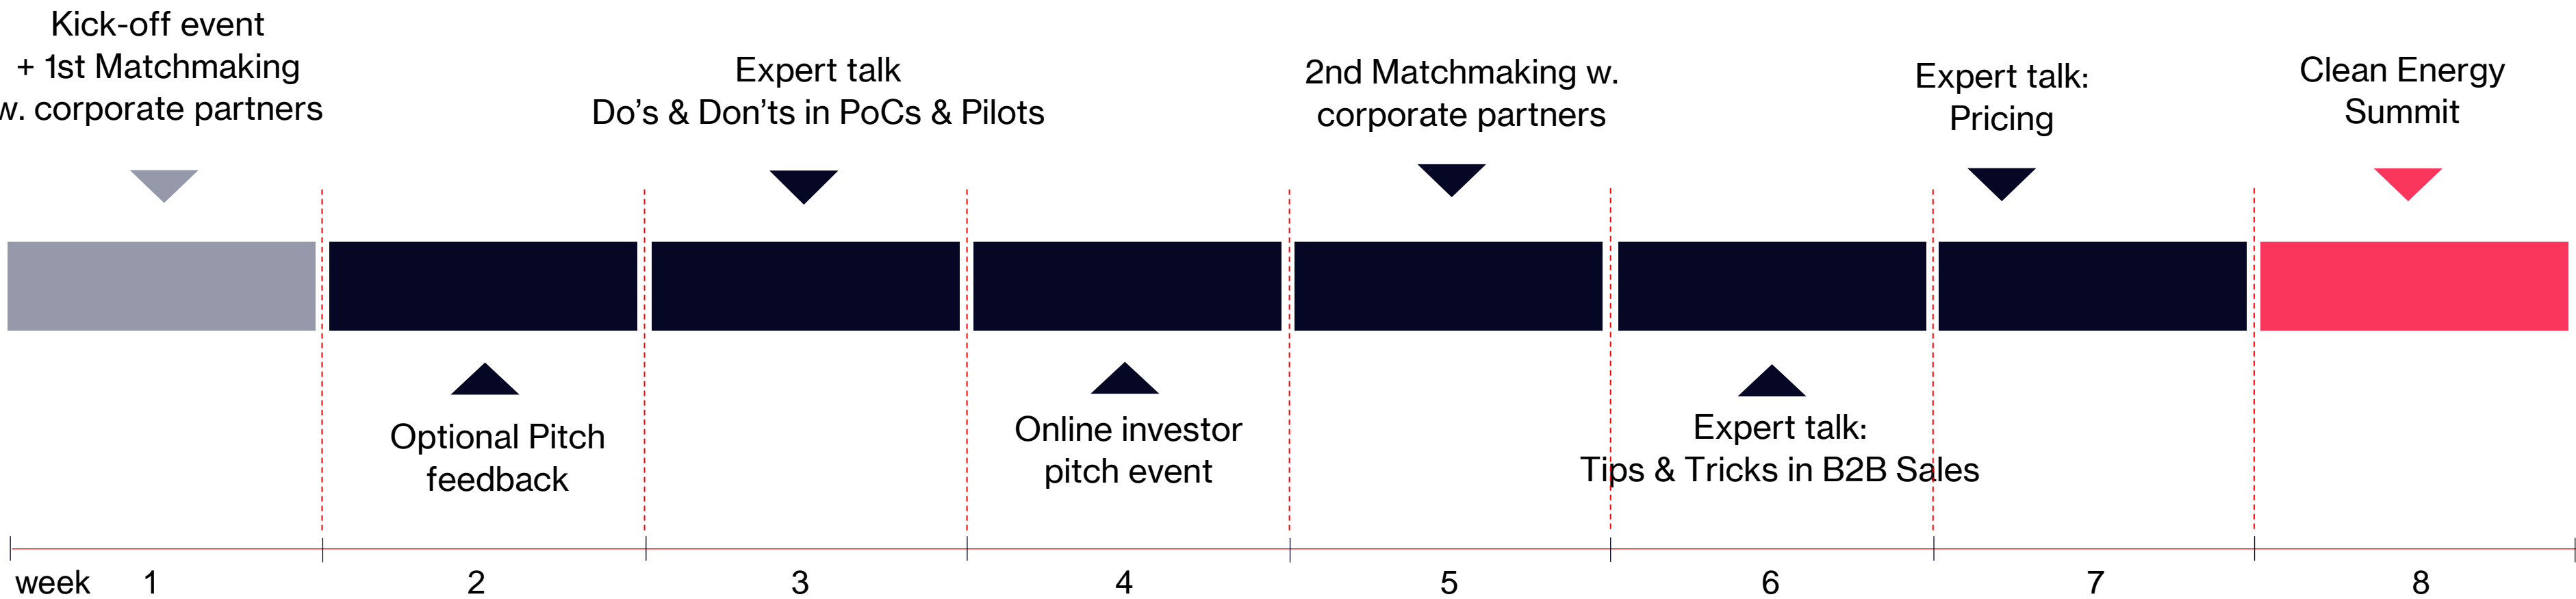 Kick-off event
+ 1st Matchmaking
w. corporate partners
Expert talk
Do’s & Don’ts in PoCs & Pilots
2nd Matchmaking w.
corporate partners
Expert talk:
Pricing
Clean Energy
Summit
Optional Pitch
feedback
Online investor
pitch event
Expert talk:
Tips & Tricks in B2B Sales
week 1 2 3 4 5 6 7 8